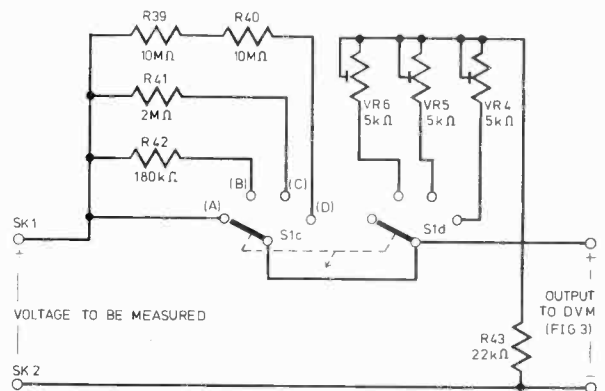 R39
10MΩ
R40
10MΩ
R41
2MΩ
R42
180kΩ
VR6
5kΩ
VR5
5kΩ
VR4
5kΩ
(B)
(C)
(D)
(A)
S1c
S1d
SK1
+
VOLTAGE TO BE MEASURED
-
SK2
+
OUTPUT
TO DVM
(FIG 3)
-
R43
22kΩ